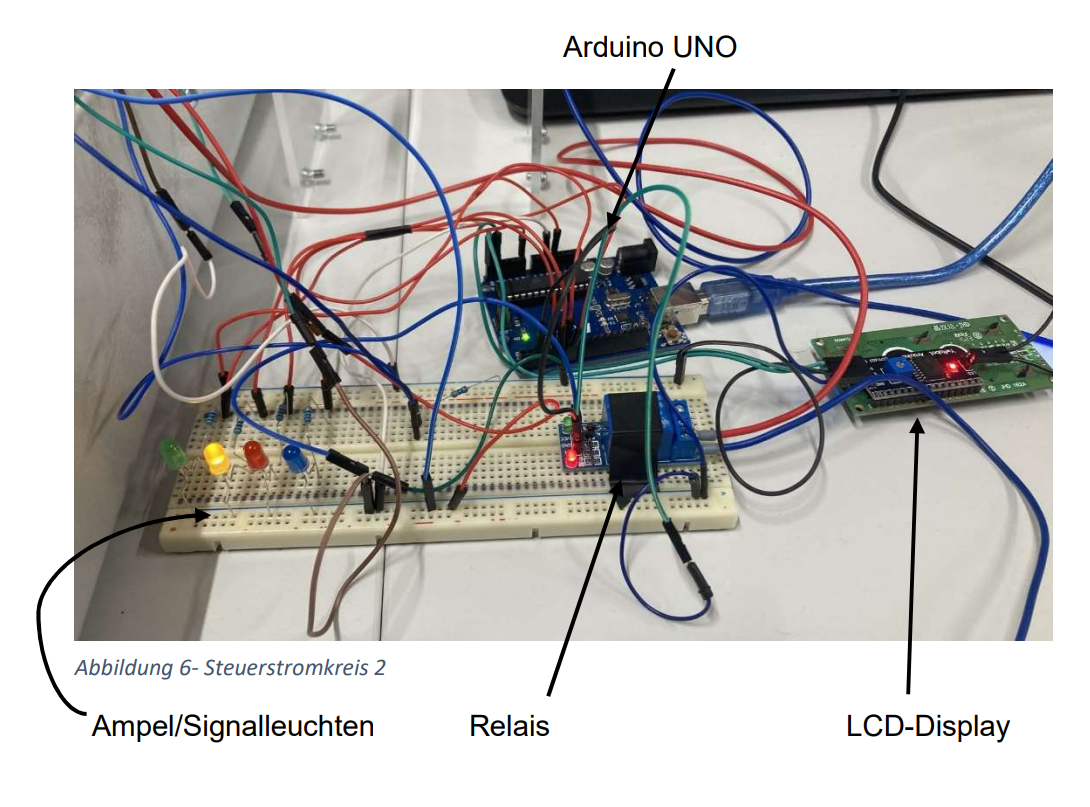 Arduino UNO
Abbildung 6- Steuerstromkreis 2
Ampel/Signalleuchten
Relais
LCD-Display